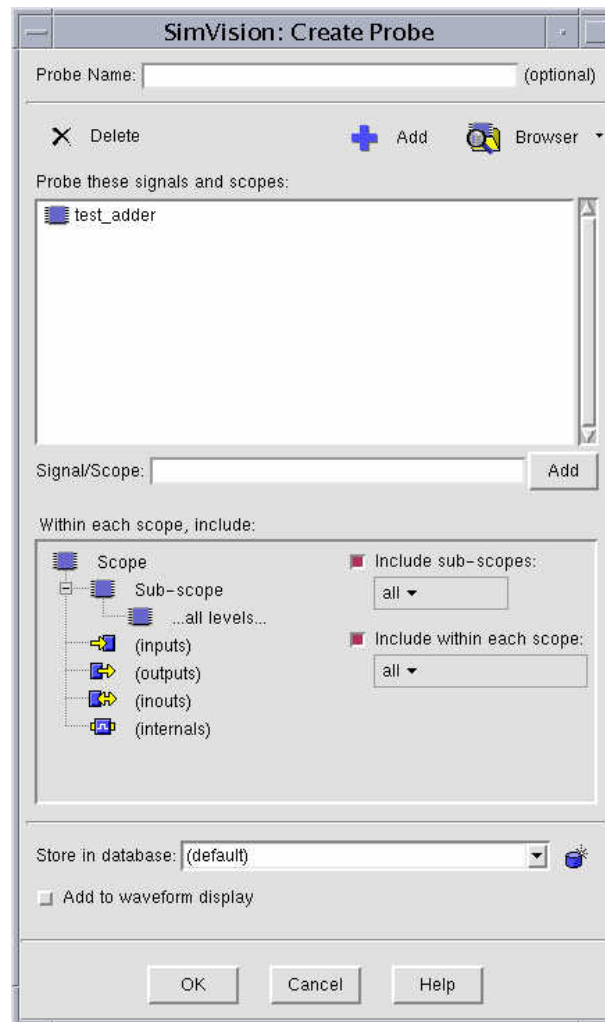 SimVision: Create Probe
Probe Name: (optional)
Delete Add Browser
Probe these signals and scopes:
test_adder
Signal/Scope: Add
Within each scope, include:
Scope
Sub-scope
...all levels...
(inputs)
(outputs)
(inouts)
(internals)
Include sub-scopes:
all
Include within each scope:
all
Store in database: (default)
Add to waveform display
OK Cancel Help